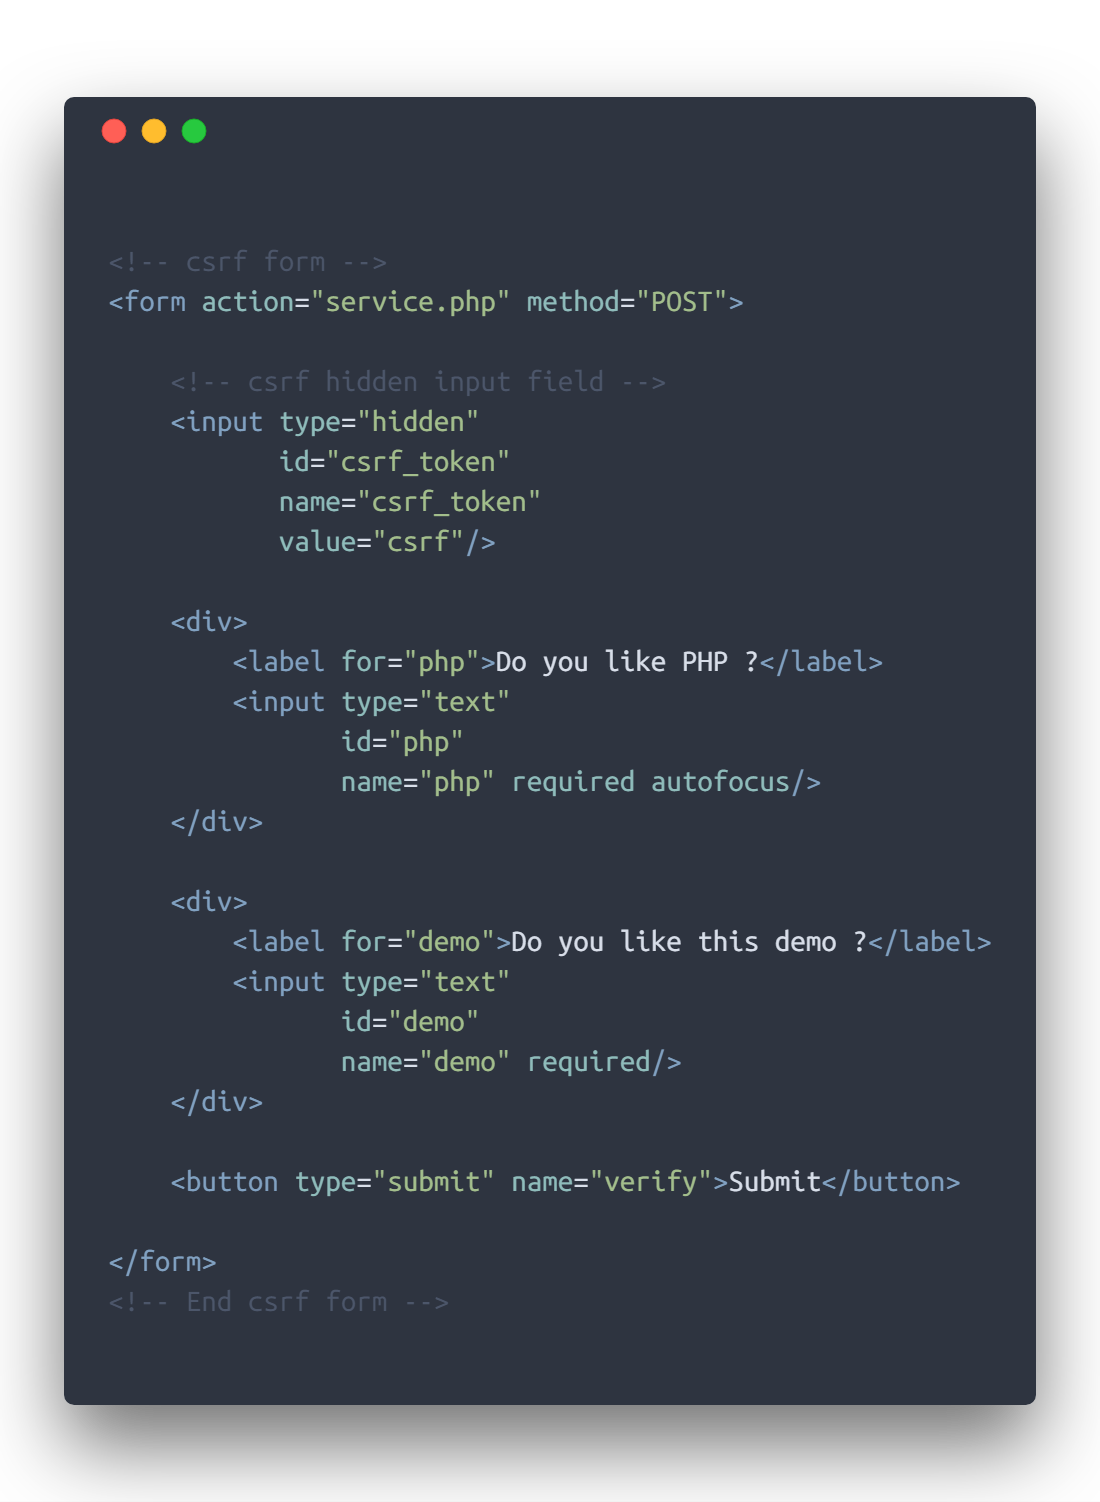 <!-- csrf form -->
<form action="service.php" method="POST">

    <!-- csrf hidden input field -->
    <input type="hidden"
           id="csrf_token"
           name="csrf_token"
           value="csrf"/>

    <div>
        <label for="php">Do you like PHP ?</label>
        <input type="text"
               id="php"
               name="php" required autofocus/>
    </div>

    <div>
        <label for="demo">Do you like this demo ?</label>
        <input type="text"
               id="demo"
               name="demo" required/>
    </div>

    <button type="submit" name="verify">Submit</button>

</form>
<!-- End csrf form -->